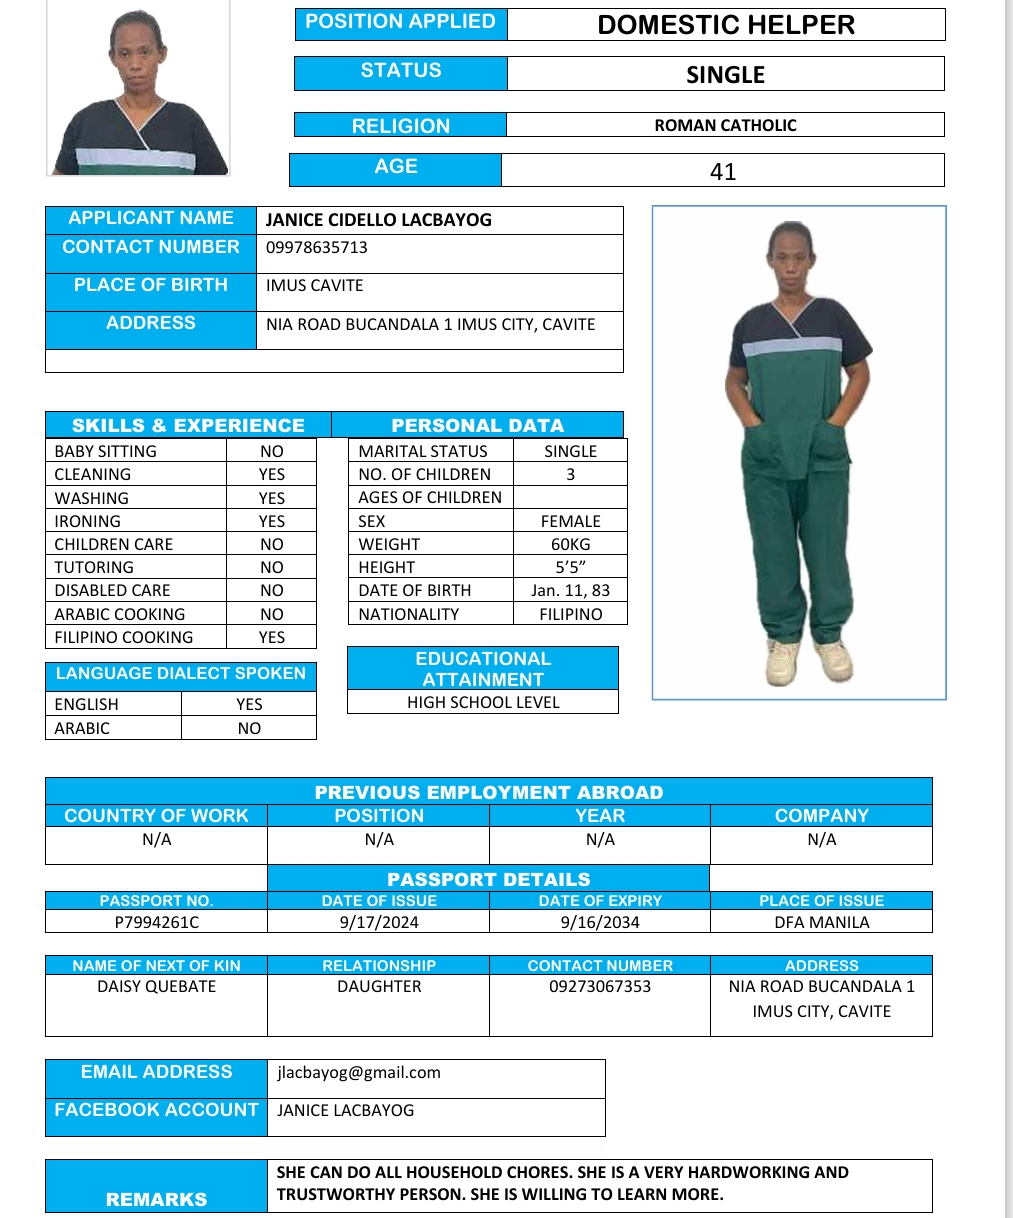 POSITION APPLIED DOMESTIC HELPER
STATUS SINGLE
RELIGION ROMAN CATHOLIC
AGE 41
APPLICANT NAME JANICE CIDELLO LACBAYOG
CONTACT NUMBER 09978635713
PLACE OF BIRTH IMUS CAVITE
ADDRESS NIA ROAD BUCANDALA 1 IMUS CITY, CAVITE
SKILLS & EXPERIENCE PERSONAL DATA
BABY SITTING NO MARITAL STATUS SINGLE
CLEANING YES NO. OF CHILDREN 3
WASHING YES AGES OF CHILDREN
IRONING YES SEX FEMALE
CHILDREN CARE NO WEIGHT 60KG
TUTORING NO HEIGHT 5’5”
DISABLED CARE NO DATE OF BIRTH Jan. 11, 83
ARABIC COOKING NO NATIONALITY FILIPINO
FILIPINO COOKING YES
LANGUAGE DIALECT SPOKEN
ENGLISH YES
ARABIC NO
EDUCATIONAL
ATTAINMENT
HIGH SCHOOL LEVEL
PREVIOUS EMPLOYMENT ABROAD
COUNTRY OF WORK POSITION YEAR COMPANY
N/A N/A N/A N/A
PASSPORT DETAILS
PASSPORT NO. DATE OF ISSUE DATE OF EXPIRY PLACE OF ISSUE
P7994261C 9/17/2024 9/16/2034 DFA MANILA
NAME OF NEXT OF KIN RELATIONSHIP CONTACT NUMBER ADDRESS
DAISY QUEBATE DAUGHTER 09273067353 NIA ROAD BUCANDALA 1
IMUS CITY, CAVITE
EMAIL ADDRESS jlacbayog@gmail.com
FACEBOOK ACCOUNT JANICE LACBAYOG
REMARKS SHE CAN DO ALL HOUSEHOLD CHORES. SHE IS A VERY HARDWORKING AND
TRUSTWORTHY PERSON. SHE IS WILLING TO LEARN MORE.